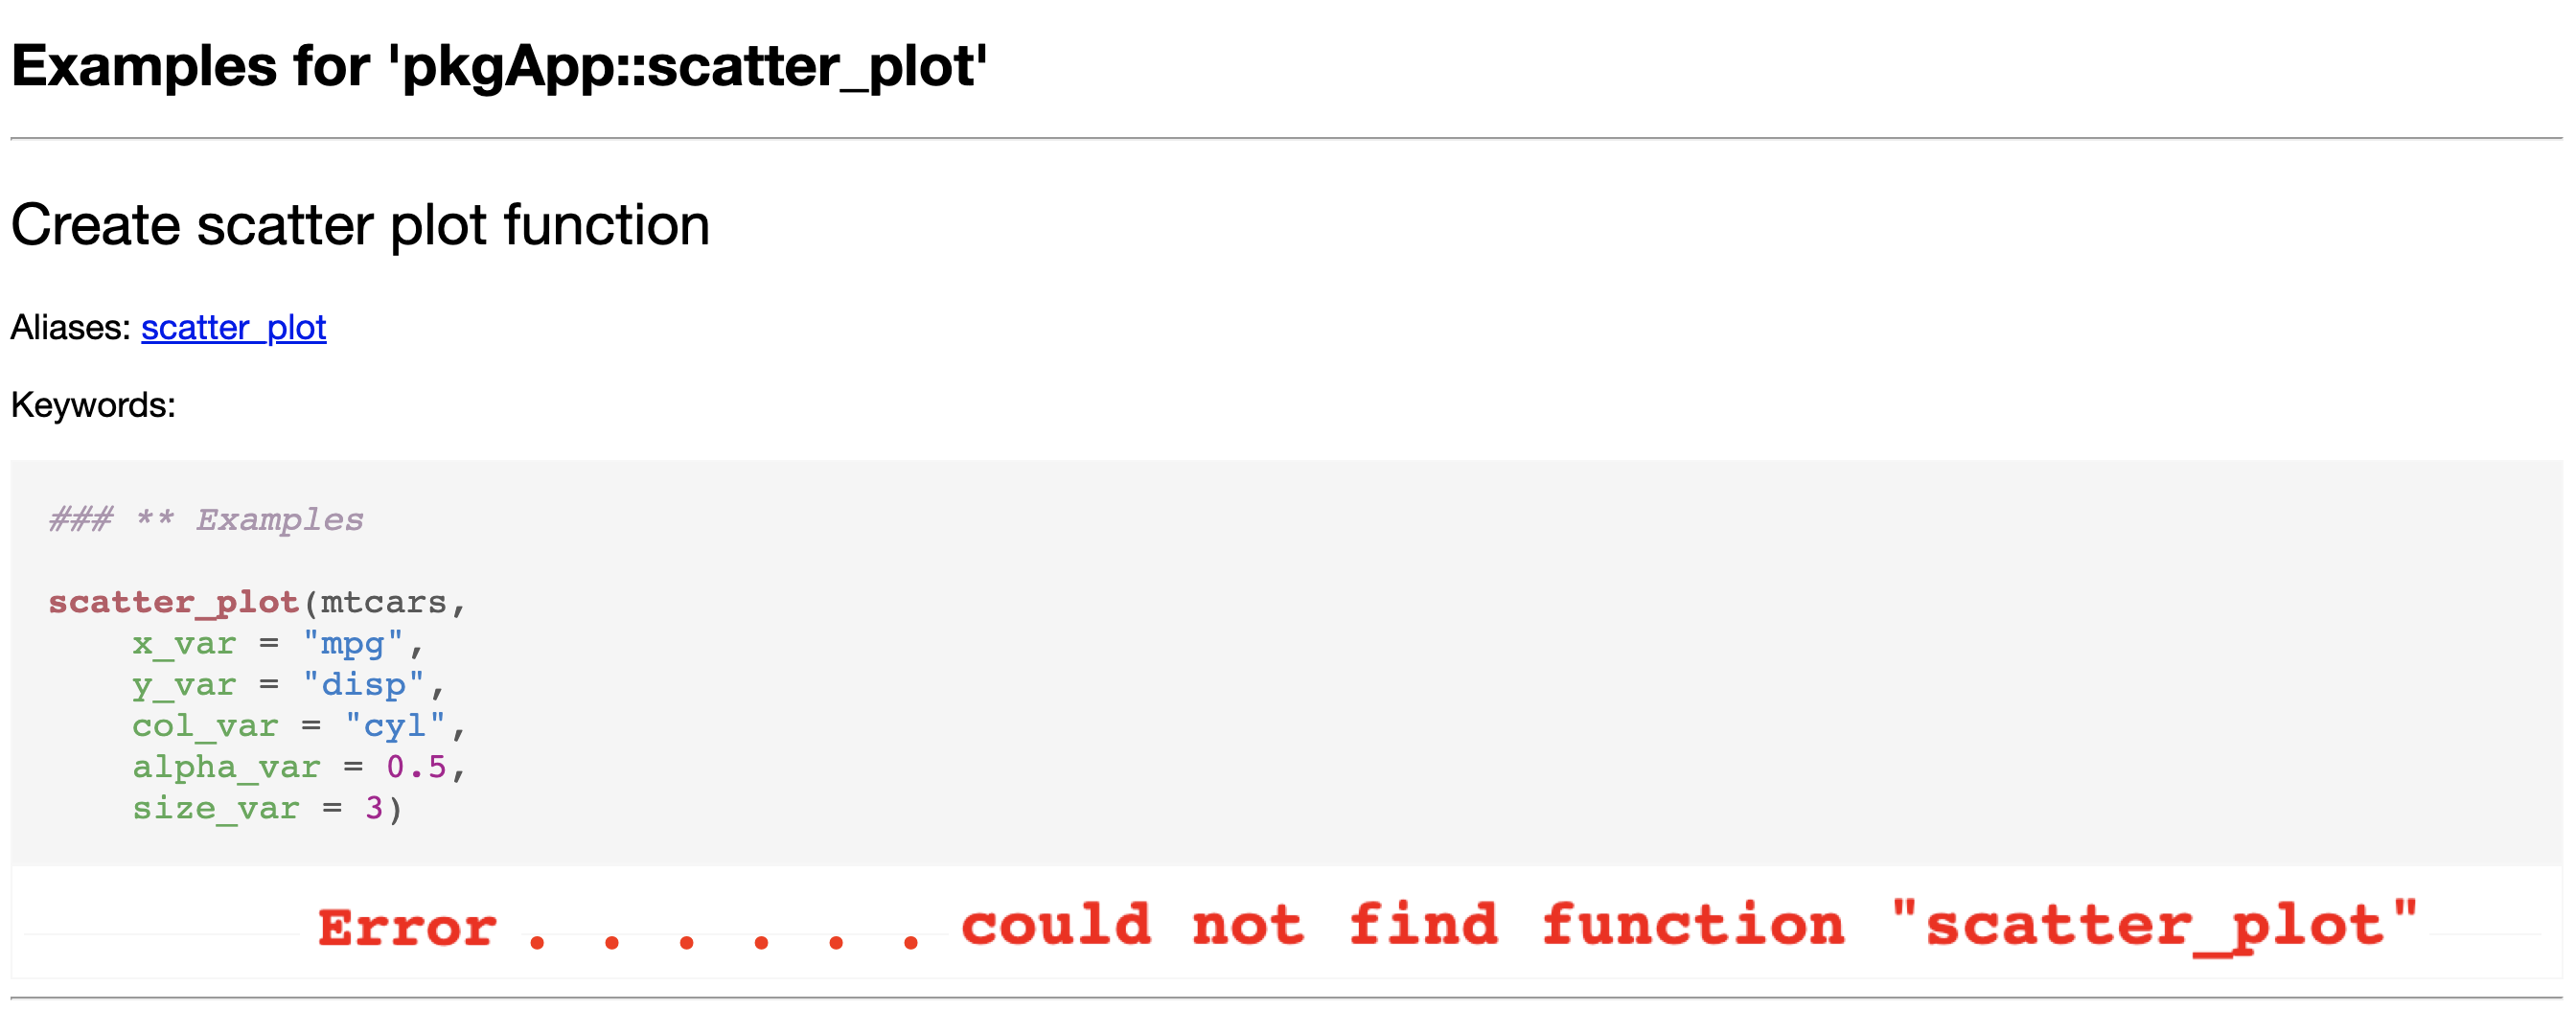 Examples for 'pkgApp::scatter_plot'
Create scatter plot function
Aliases: scatter_plot
Keywords:
### ** Examples
scatter_plot(mtcars,
    x_var = "mpg",
    y_var = "disp",
    col_var = "cyl",
    alpha_var = 0.5,
    size_var = 3)
Error . . . . . . could not find function "scatter_plot"